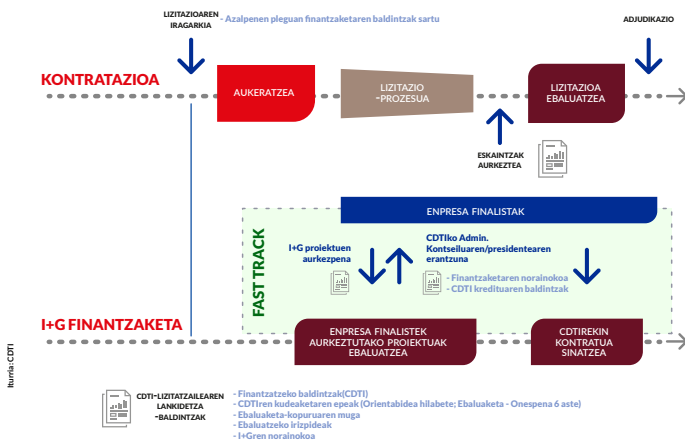 LIZITAZIOAREN
IRAGARKIA
- Azalpenen pleguan finantzaketaren baldintzak sartu
ADJUDIKAZIO
KONTRATAZIOA
AUKERATZEA
LIZITAZIO
-PROZESUA
LIZITAZIOA
EBALUATZEA
ESKAINTZAK
AURKEZTEA
FAST TRACK
ENPRESA FINALISTAK
I+G proiektuen
aurkezpena
CDTIko Admin.
Kontseiluaren/presidentearen
erantzuna
- Finantzaketaren norainokoa
- CDTI kredituaren baldintzak
I+G FINANTZAKETA
ENPRESA FINALISTEK
AURKEZTUTAKO PROIEKTUAK
EBALUATZEA
CDTIREKIN
KONTRATUA
SINATZEA
Iturria: CDTI
CDTI-LIZITATZAILEAREN
LANKIDETZA
-BALDINTZAK
- Finantzatzeko baldintzak(CDTI)
- CDTIren kudeaketaren epeak (Orientabidea hilabete; Ebaluaketa - Onespena 6 aste)
- Ebaluaketa-kopuruaren muga
- Ebaluatzeko irizpideak
- I+Gren norainokoa